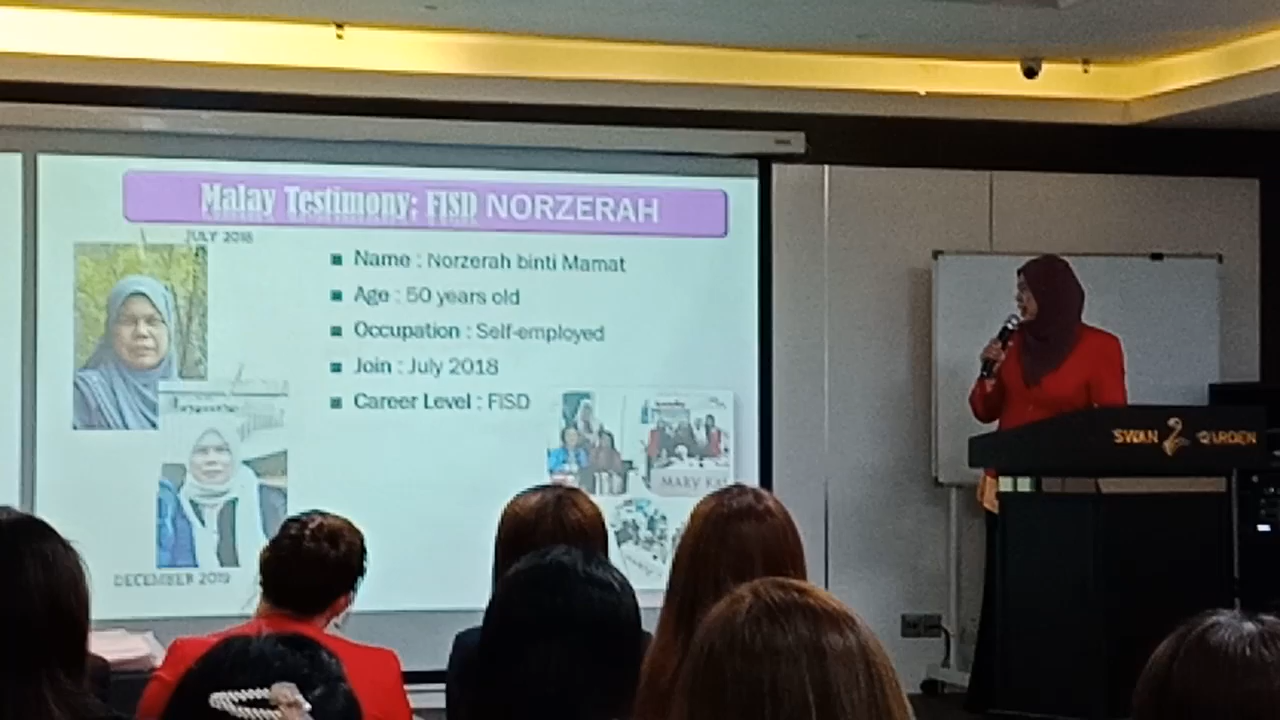 Malay Testimony: FISD NORZERAH
JULY 2018
Name : Norzerah binti Mamat
Age : 50 years old
Occupation : Self-employed
Join : July 2018
Career Level : FISD
MARY KAY
DECEMBER 2019
SWAN GARDEN